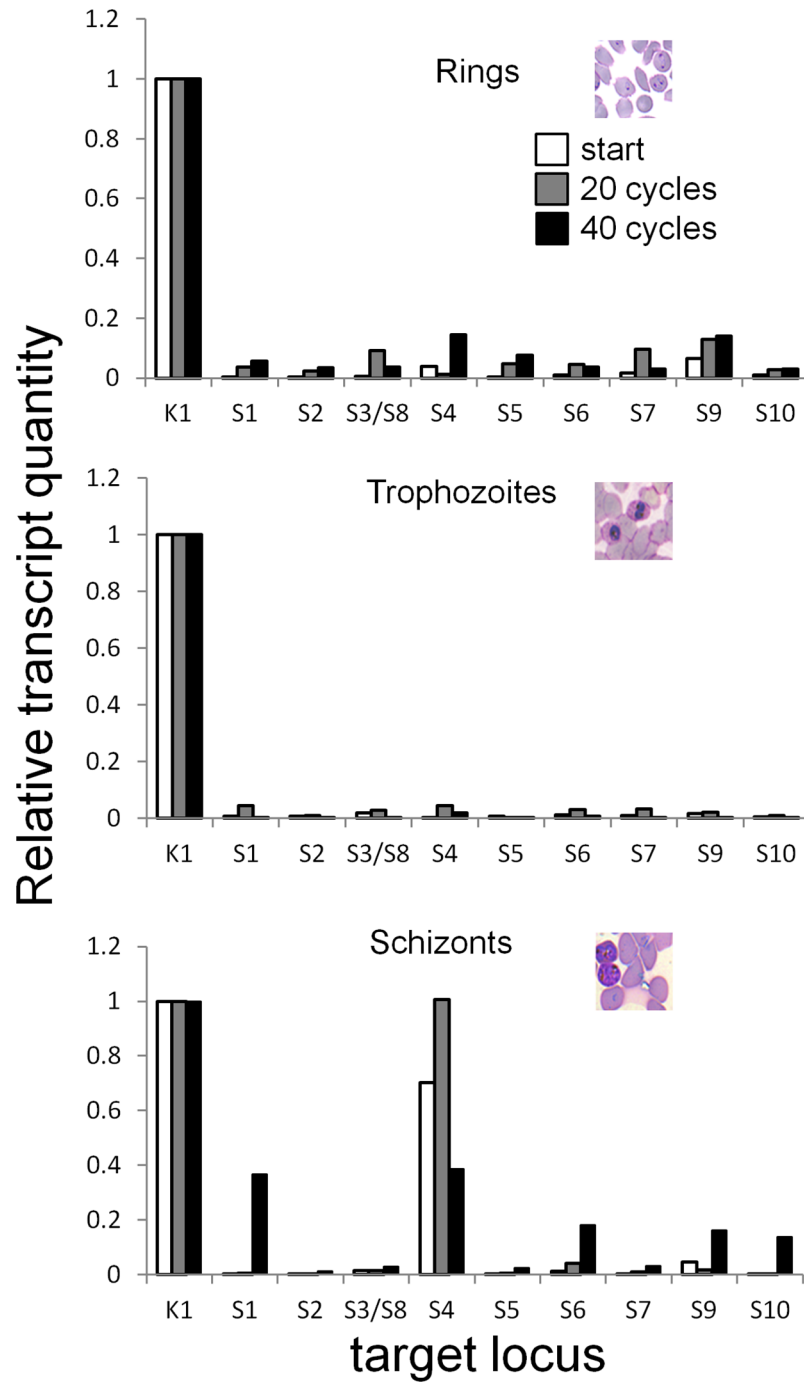 Relative transcript quantity
Rings
start
20 cycles
40 cycles
1.2
1
0.8
0.6
0.4
0.2
0
K1 S1 S2 S3/S8 S4 S5 S6 S7 S9 S10
Trophozoites
1.2
1
0.8
0.6
0.4
0.2
0
K1 S1 S2 S3/S8 S4 S5 S6 S7 S9 S10
Schizonts
1.2
1
0.8
0.6
0.4
0.2
0
K1 S1 S2 S3/S8 S4 S5 S6 S7 S9 S10
target locus